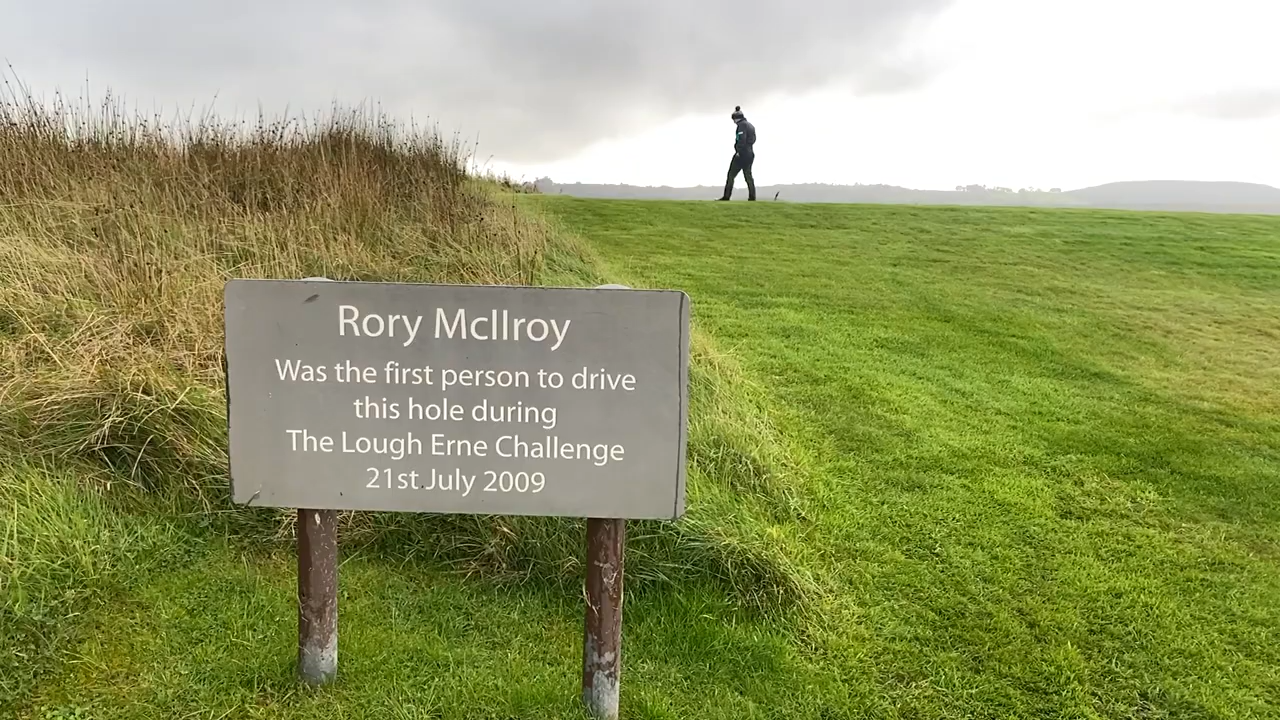 Rory McIlroy
Was the first person to drive
this hole during
The Lough Erne Challenge
21st July 2009